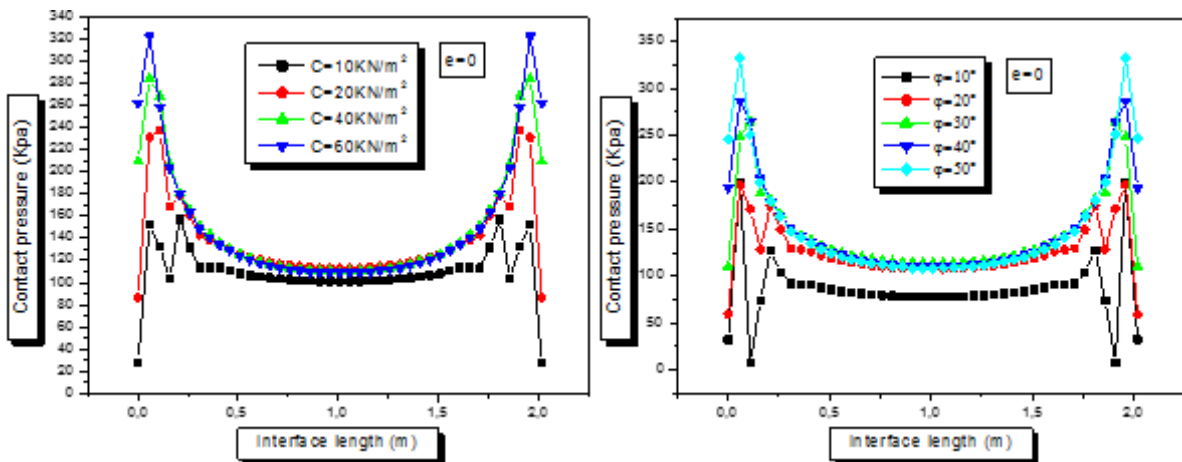 Contact pressure (Kpa)
340
320
300
280
260
240
220
200
180
160
140
120
100
80
60
40
20
0
C=10KN/m²
C=20KN/m²
C=40KN/m²
C=60KN/m²
e=0
0,0
0,5
1,0
1,5
2,0
Interface length (m)
Contact pressure (Kpa)
350
300
250
200
150
100
50
0
φ=10°
φ=20°
φ=30°
φ=40°
φ=50°
e=0
0,0
0,5
1,0
1,5
2,0
Interface length (m)